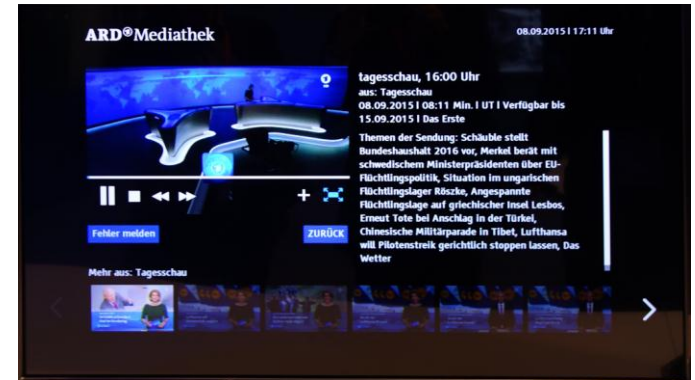 ARD Mediathek
08.09.2015 | 17:11 Uhr
tagesschau, 16:00 Uhr
aus: Tagesschau
08.09.2015 | 08:11 Min. | UT | Verfügbar bis
15.09.2015 | Das Erste
Themen der Sendung: Schäuble stellt
Bundeshaushalt 2016 vor, Merkel berät mit
schwedischem Ministerpräsidenten über EU-
Flüchtlingspolitik, Situation im ungarischen
Flüchtlingslager Röszke, Angespannte
Flüchtlingslage auf griechischer Insel Lesbos,
Erneut Tote bei Anschlag in der Türkei,
Chinesische Militärparade in Tibet, Lufthansa
will Pilotenstreik gerichtlich stoppen lassen, Das
Wetter
Fehler melden
ZURÜCK
Mehr aus: Tagesschau